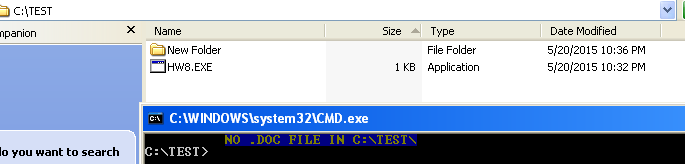 C:\TEST
mpanion
Name Size Type Date Modified
New Folder File Folder 5/20/2015 10:36 PM
HW8.EXE 1 KB Application 5/20/2015 10:32 PM
C:\WINDOWS\system32\CMD.exe
NO .DOC FILE IN C:\TEST\
do you want to search
C:\TEST>